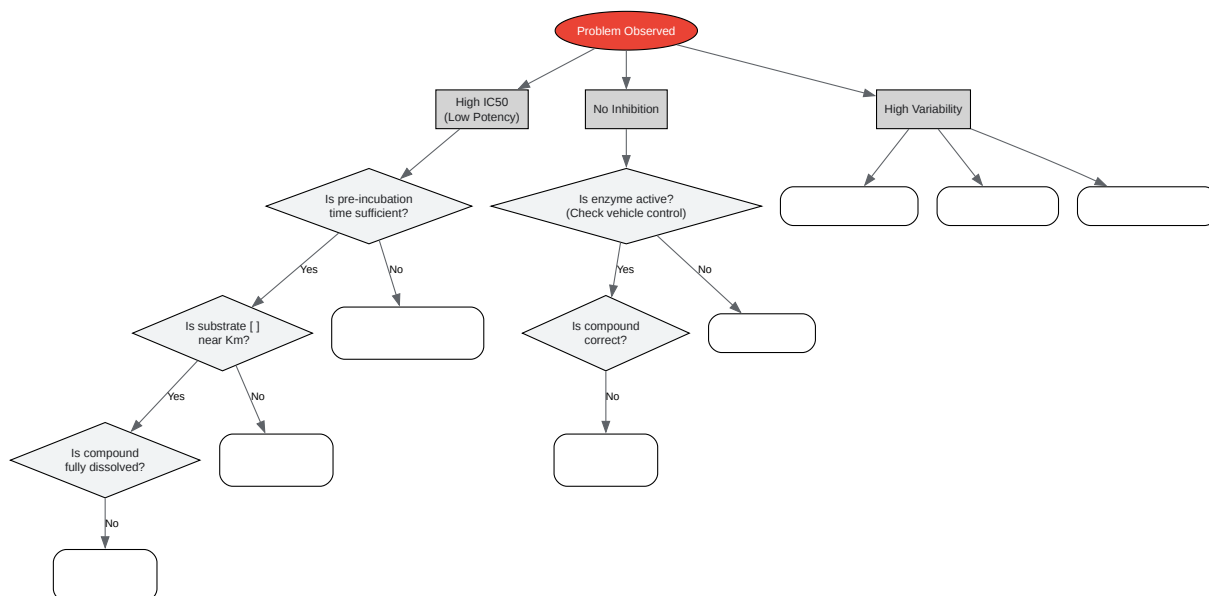 Problem Observed
High IC50
(Low Potency)
No Inhibition
High Variability
Is pre-incubation
time sufficient?
Is enzyme active?
(Check vehicle control)
Yes
No
Yes
No
Is substrate [ ]
near Km?
Is compound
correct?
Yes
No
No
Is compound
fully dissolved?
No